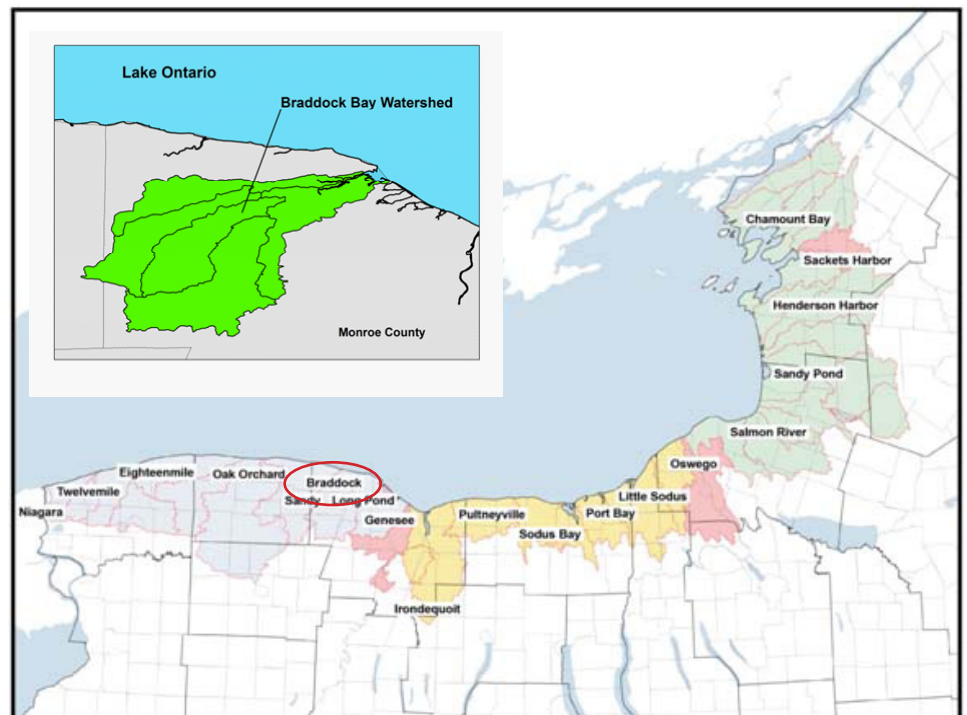 Lake Ontario
Braddock Bay Watershed
Monroe County
Chamount Bay
Sackets Harbor
Henderson Harbor
Sandy Pond
Salmon River
Oswego
Little Sodus
Port Bay
Sodus Bay
Pultneyville
Irondequoit
Genesee
Sandy Long Pond
Braddock
Oak Orchard
Eighteenmile
Twelvemile
Niagara